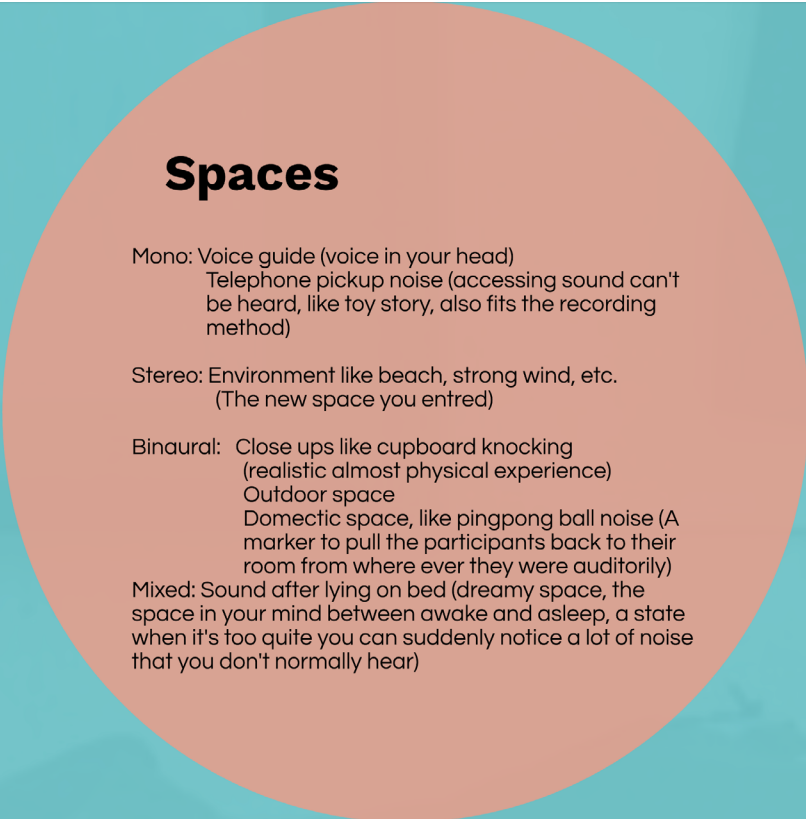 Spaces
Mono: Voice guide (voice in your head)
Telephone pickup noise (accessing sound can't
be heard, like toy story, also fits the recording
method)
Stereo: Environment like beach, strong wind, etc.
(The new space you entred)
Binaural: Close ups like cupboard knocking
(realistic almost physical experience)
Outdoor space
Domectic space, like pingpong ball noise (A
marker to pull the participants back to their
room from where ever they were auditorily)
Mixed: Sound after lying on bed (dreamy space, the
space in your mind between awake and asleep, a state
when it's too quite you can suddenly notice a lot of noise
that you don't normally hear)